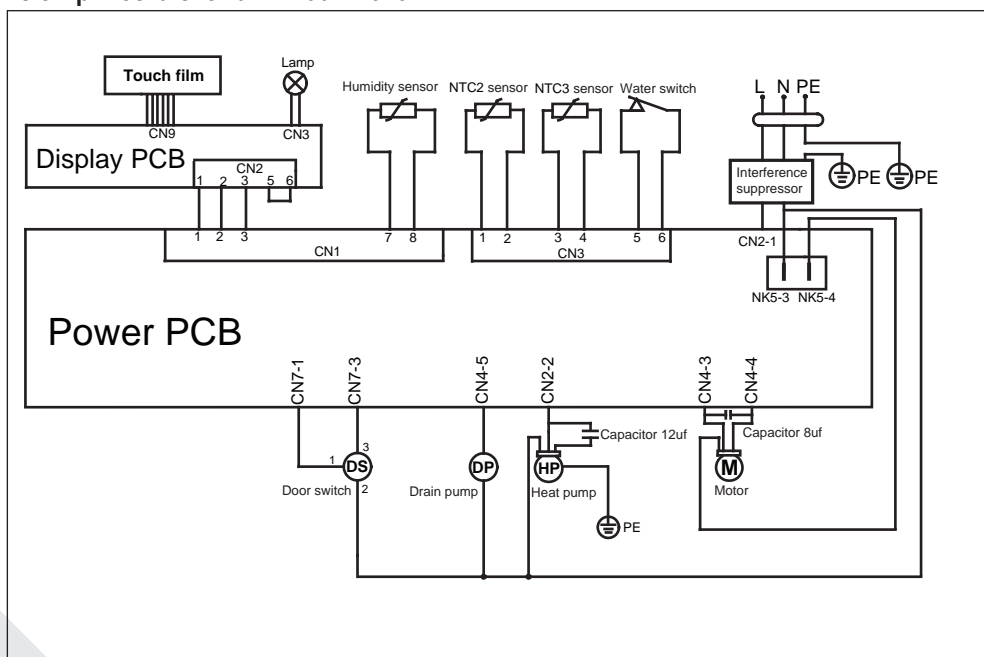 Touch film
Lamp
Humidity sensor NTC2 sensor NTC3 sensor Water switch
L N PE
CN9 CN3
Display PCB
CN2
1 2 3 5 6
Interference
suppressor
PE PE
1 2 3 7 8 1 2 3 4 5 6
CN1 CN3 CN2-1
NK5-3 NK5-4
Power PCB
CN7-1 CN7-3 CN4-5 CN2-2 CN4-3 CN4-4
Capacitor 12uf Capacitor 8uf
3
1 DS DP HP M
2
Door switch Drain pump Heat pump Motor
PE